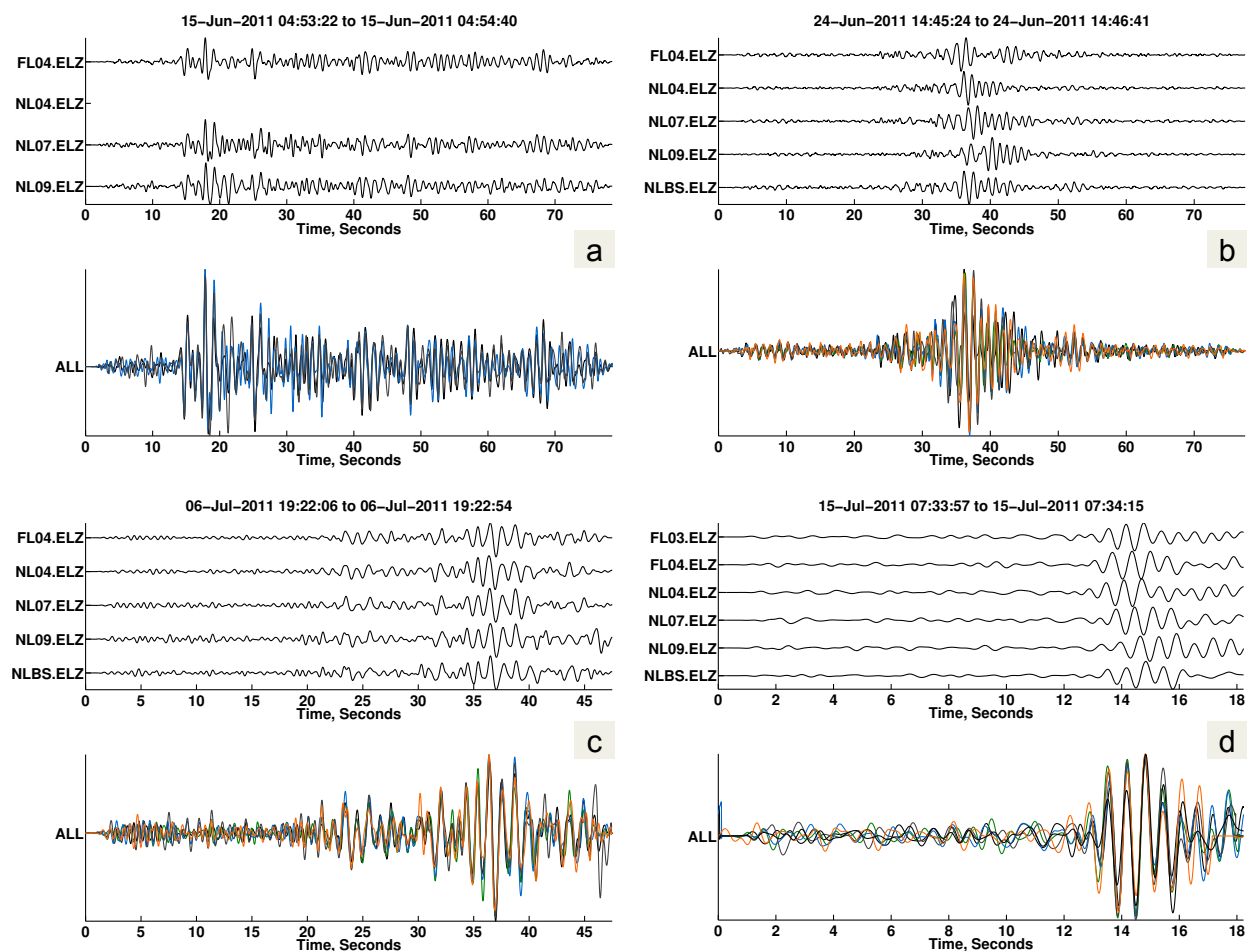 15-Jun-2011 04:53:22 to 15-Jun-2011 04:54:40
FL04.ELZ
NL04.ELZ
NL07.ELZ
NL09.ELZ
0 10 20 30 40 50 60 70
Time, Seconds
a
ALL
0 10 20 30 40 50 60 70
Time, Seconds
24-Jun-2011 14:45:24 to 24-Jun-2011 14:46:41
FL04.ELZ
NL04.ELZ
NL07.ELZ
NL09.ELZ
NLBS.ELZ
0 10 20 30 40 50 60 70
Time, Seconds
b
ALL
0 10 20 30 40 50 60 70
Time, Seconds
06-Jul-2011 19:22:06 to 06-Jul-2011 19:22:54
FL04.ELZ
NL04.ELZ
NL07.ELZ
NL09.ELZ
NLBS.ELZ
0 5 10 15 20 25 30 35 40 45
Time, Seconds
c
ALL
0 5 10 15 20 25 30 35 40 45
Time, Seconds
15-Jul-2011 07:33:57 to 15-Jul-2011 07:34:15
FL03.ELZ
FL04.ELZ
NL04.ELZ
NL07.ELZ
NL09.ELZ
NLBS.ELZ
0 2 4 6 8 10 12 14 16 18
Time, Seconds
d
ALL
0 2 4 6 8 10 12 14 16 18
Time, Seconds